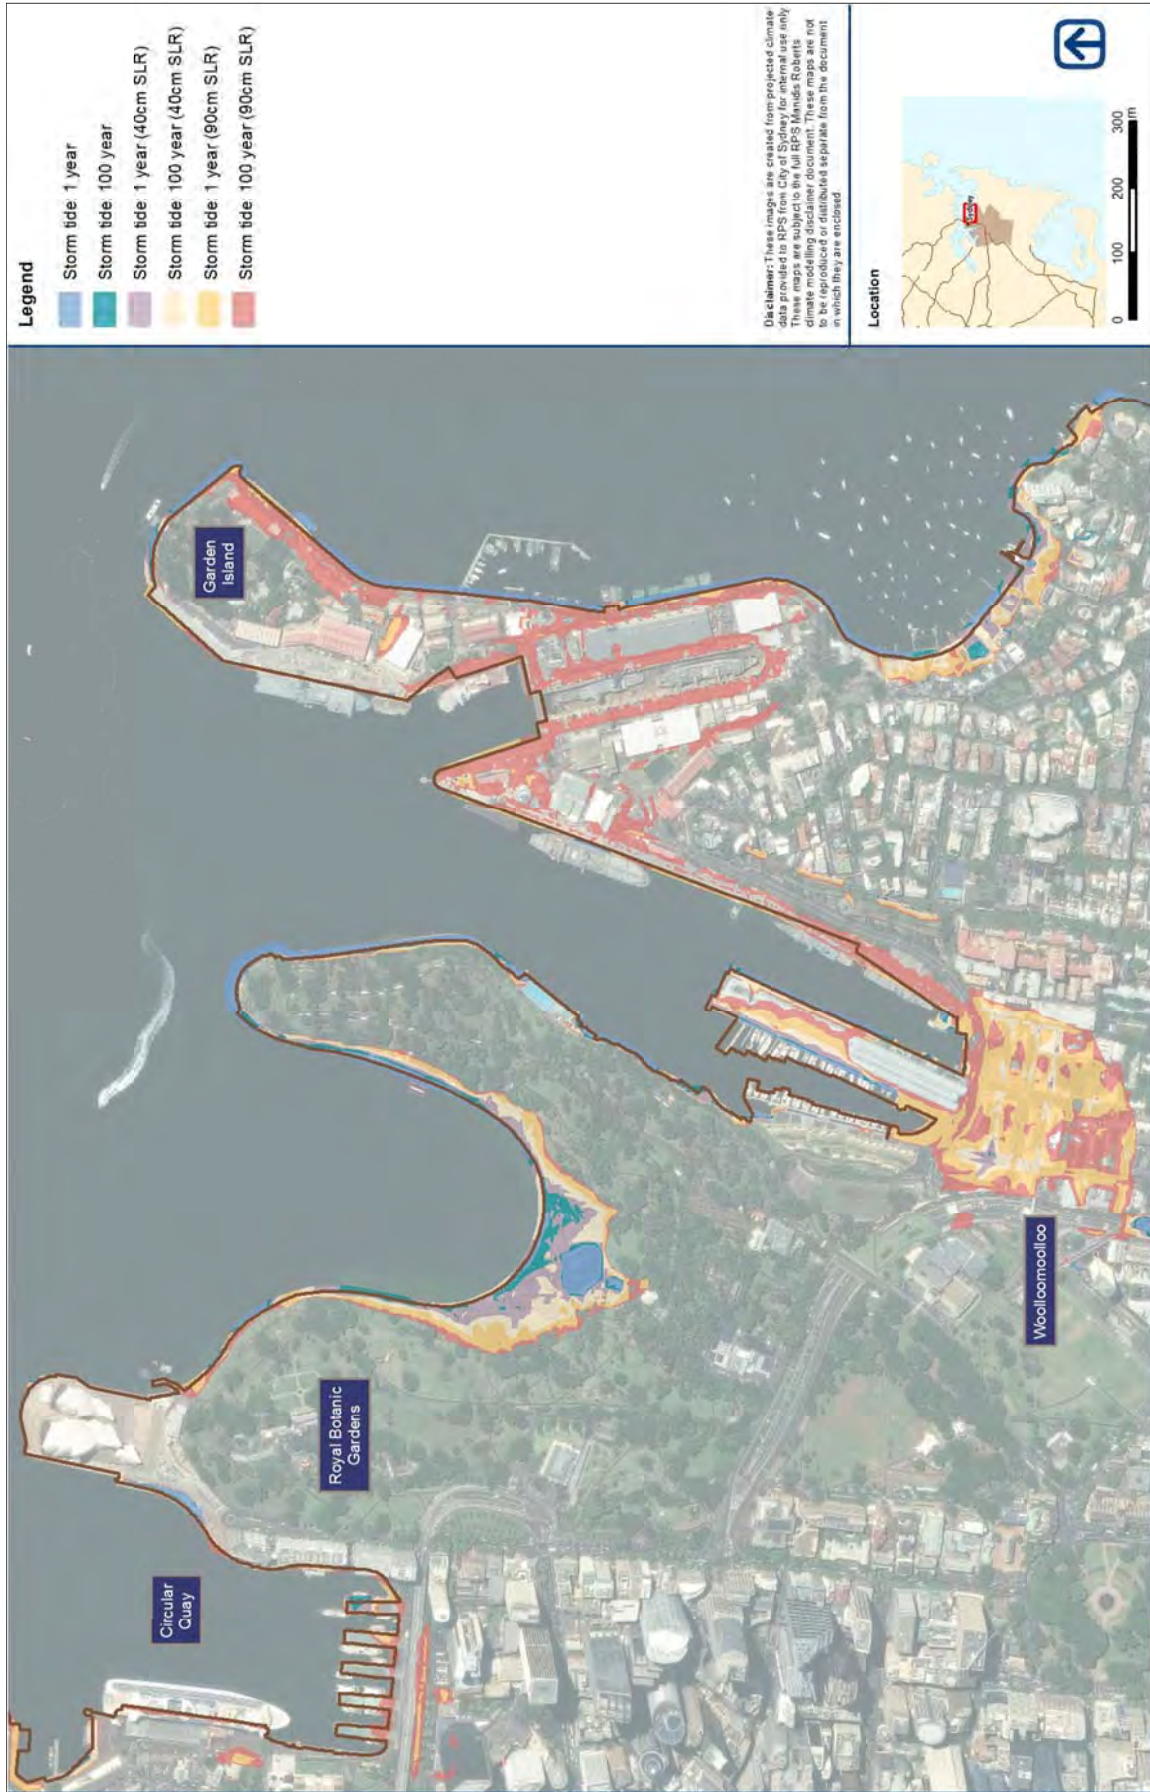 Legend
Storm tide: 1 year
Storm tide: 100 year
Storm tide: 1 year (40cm SLR)
Storm tide: 100 year (40cm SLR)
Storm tide: 1 year (90cm SLR)
Storm tide: 100 year (90cm SLR)
Disclaimer: These images are created from projected climate
data provided to RPS from City of Sydney for internal use only
These maps are subject to the full RPS Manidis Roberts
climate modelling disclaimer document. These maps are not
to be reproduced or distributed separate from the document
in which they are enclosed.
Location
Sydney
0 100 200 300
m
Garden
Island
Royal Botanic
Gardens
Circular
Quay
Woolloomoolloo